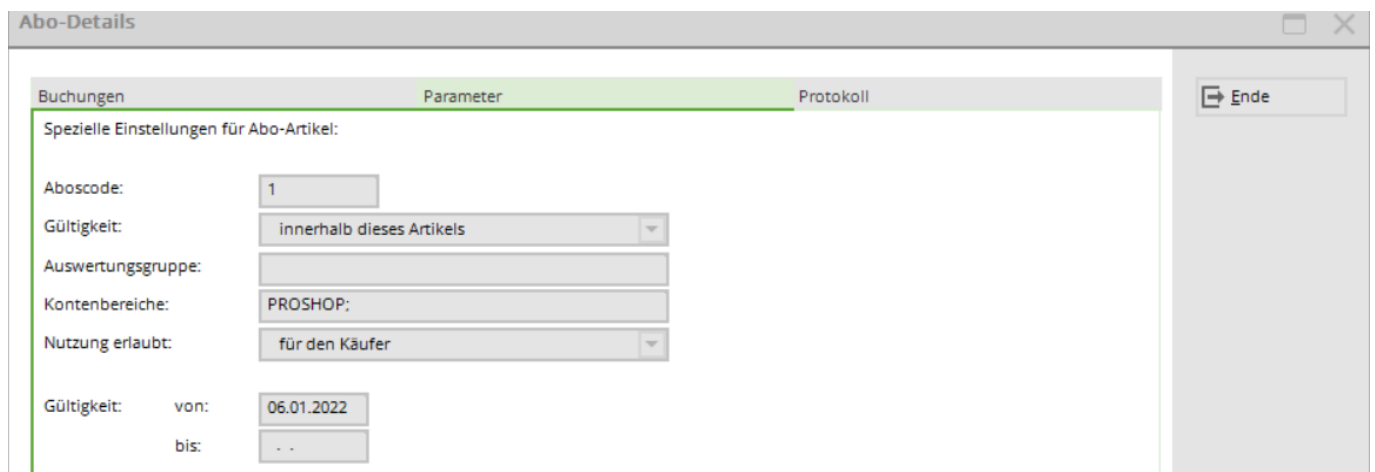 Abo-Details
Buchungen Parameter Protokoll
Ende
Spezielle Einstellungen für Abo-Artikel:
Aboscode: 1
Gültigkeit: innerhalb dieses Artikels
Auswertungsgruppe:
Kontenbereiche: PROSHOP;
Nutzung erlaubt: für den Käufer
Gültigkeit: von: 06.01.2022
bis: . .